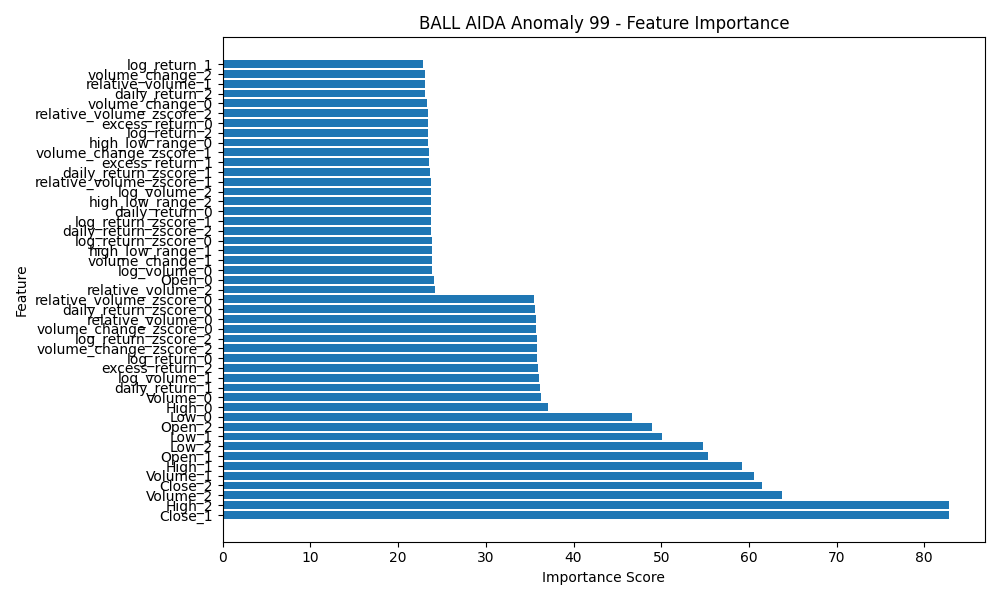 BALL AIDA Anomaly 99 - Feature Importance
log_return_1
volume_change_2
relative_volume_1
daily_return_2
volume_change_0
relative_volume_zscore_2
excess_return_0
log_return_2
high_low_range_0
volume_change_zscore_1
excess_return_1
daily_return_zscore_1
relative_volume_zscore_1
log_volume_2
high_low_range_2
daily_return_0
log_return_zscore_1
daily_return_zscore_2
log_return_zscore_0
high_low_range_1
volume_change_1
log_volume_0
Open_0
relative_volume_2
relative_volume_zscore_0
daily_return_zscore_0
relative_volume_0
volume_change_zscore_0
log_return_zscore_2
volume_change_zscore_2
log_return_0
excess_return_2
log_volume_1
daily_return_1
Volume_0
High_0
Low_0
Open_2
Low_1
Low_2
Open_1
High_1
Volume_1
Close_2
Volume_2
High_2
Close_1
Feature
0 10 20 30 40 50 60 70 80
Importance Score